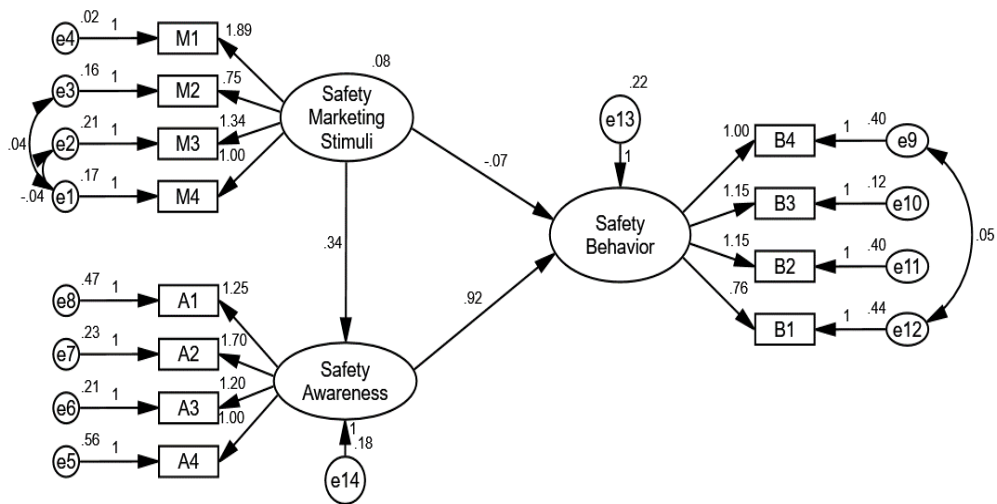 .02
e4
1
M1
1.89
.16
e3
1
M2
.75
.21
e2
1
M3
1.34
.17
e1
1
M4
1.00
.04
-.04
.08
Safety
Marketing
Stimuli
.34
-.07
.92
.47
e8
1
A1
1.25
.23
e7
1
A2
1.70
.21
e6
1
A3
1.20
.56
e5
1
A4
1.00
Safety
Awareness
1
.18
e14
.22
e13
1
Safety
Behavior
1.00
B4
1
.40
e9
1.15
B3
1
.12
e10
1.15
B2
1
.40
e11
.76
B1
1
.44
e12
.05